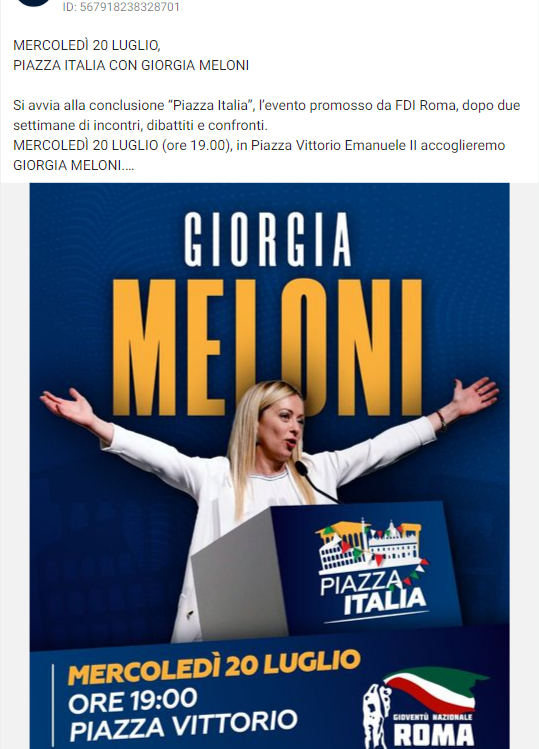 ID: 567918238328701
MERCOLEDÌ 20 LUGLIO,
PIAZZA ITALIA CON GIORGIA MELONI
Si avvia alla conclusione “Piazza Italia”, l’evento promosso da FDI Roma, dopo due
settimane di incontri, dibattiti e confronti.
MERCOLEDÌ 20 LUGLIO (ore 19.00), in Piazza Vittorio Emanuele II accoglieremo
GIORGIA MELONI....
GIORGIA
MELONI
PIAZZA
ITALIA
MERCOLEDÌ 20 LUGLIO
ORE 19:00
PIAZZA VITTORIO
GIOVENTÙ NAZIONALE
ROMA